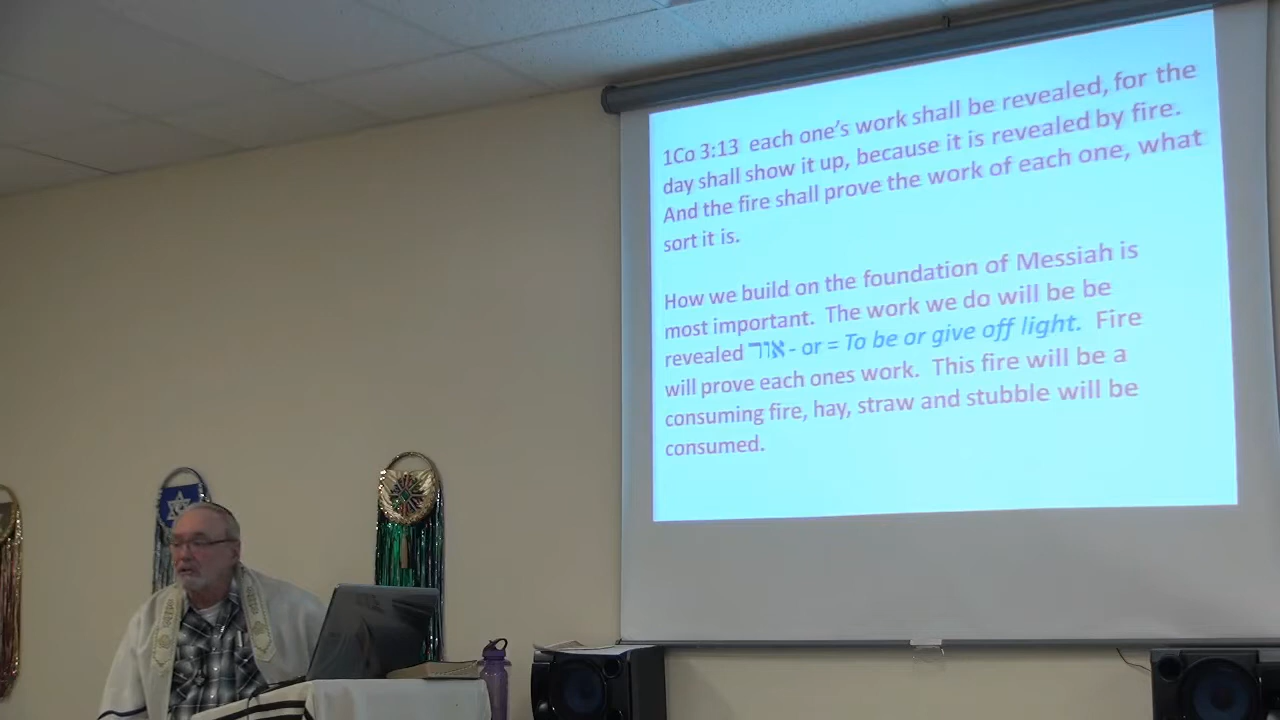 1Co 3:13  each one's work shall be revealed, for the
day shall show it up, because it is revealed by fire.
And the fire shall prove the work of each one, what
sort it is.
How we build on the foundation of Messiah is
most important.  The work we do will be be
revealed אור - or = To be or give off light.  Fire
will prove each ones work.  This fire will be a
consuming fire, hay, straw and stubble will be
consumed.